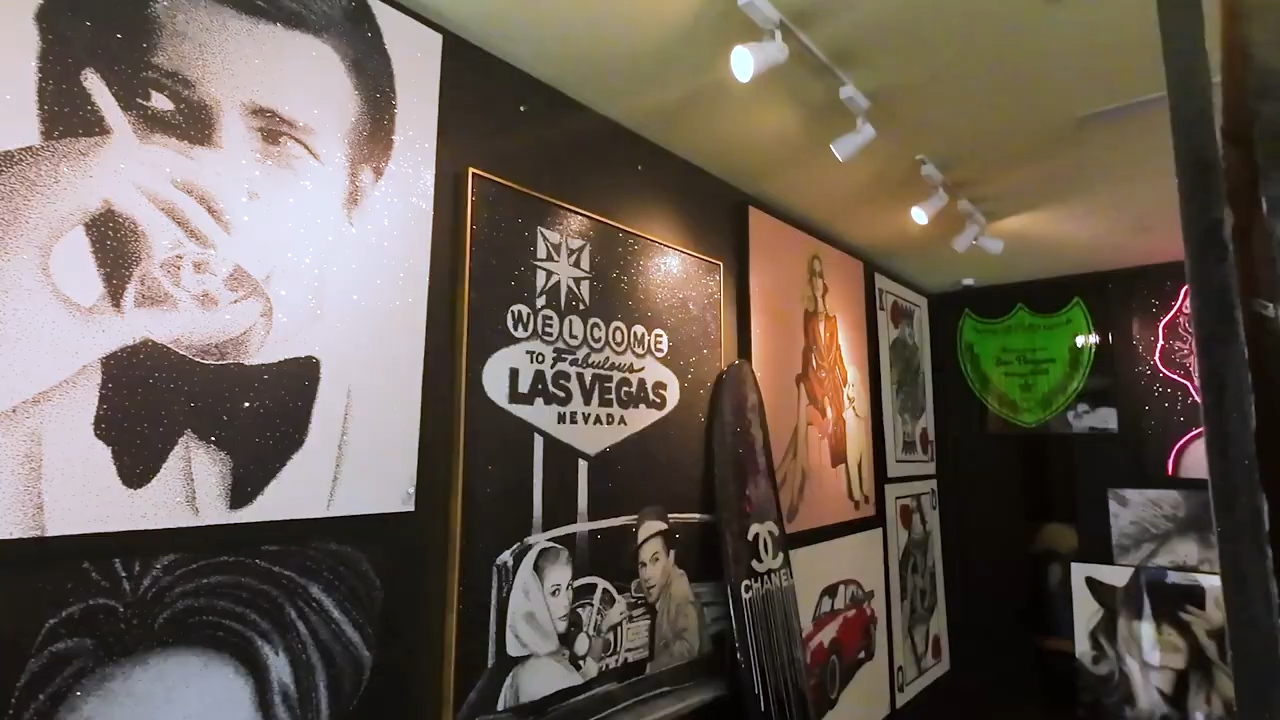 WELCOME
TO Fabulous
LAS VEGAS
NEVADA
CHANEL
K
Q
Q